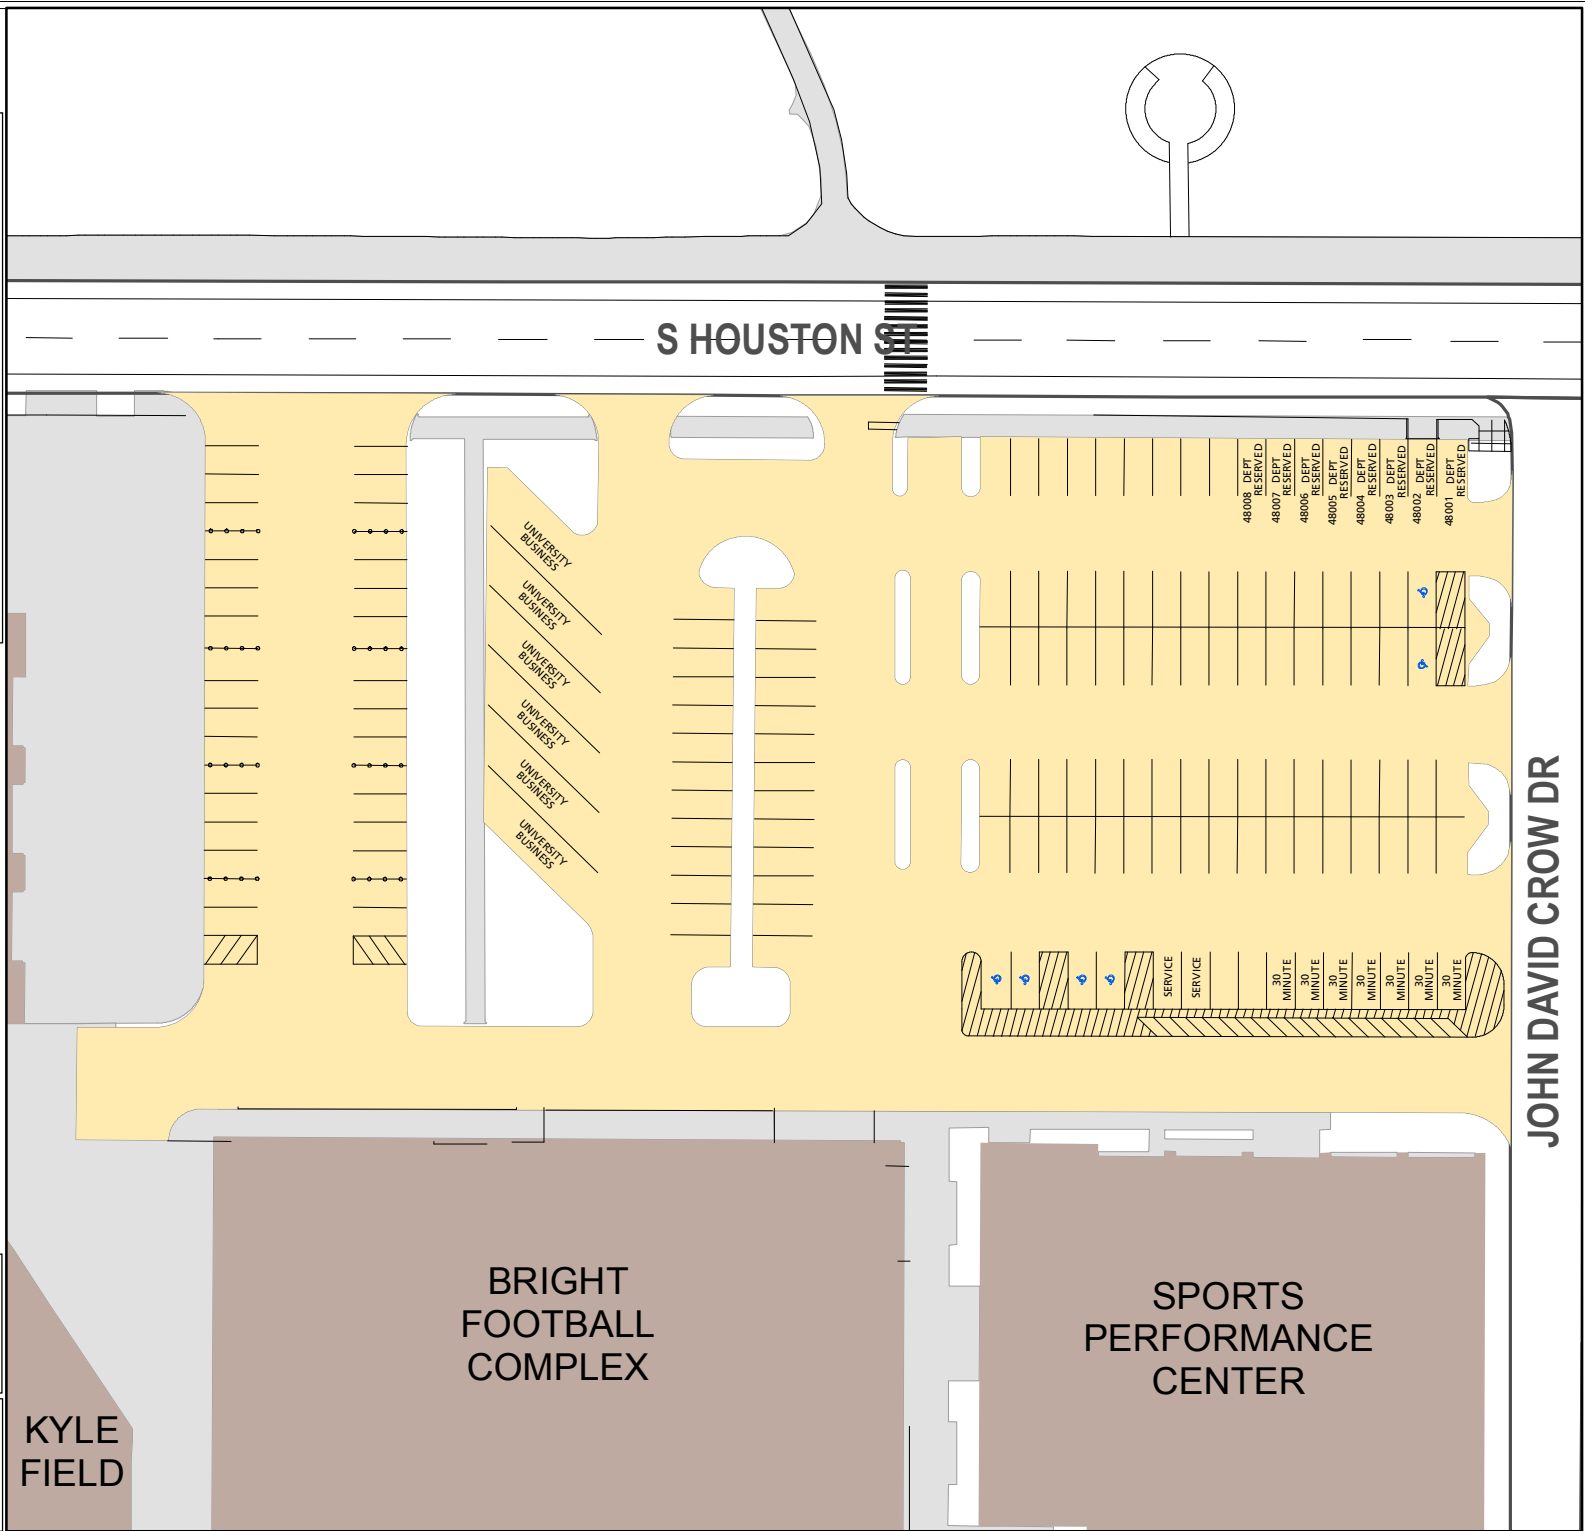 S HOUSTON ST
48008 DEPT
RESERVED
48007 DEPT
RESERVED
48006 DEPT
RESERVED
48005 DEPT
RESERVED
48004 DEPT
RESERVED
48003 DEPT
RESERVED
48002 DEPT
RESERVED
48001 DEPT
RESERVED
UNIVERSITY
BUSINESS
UNIVERSITY
BUSINESS
UNIVERSITY
BUSINESS
UNIVERSITY
BUSINESS
UNIVERSITY
BUSINESS
UNIVERSITY
BUSINESS
JOHN DAVID CROW DR
SERVICE
SERVICE
30
MINUTE
30
MINUTE
30
MINUTE
30
MINUTE
30
MINUTE
30
MINUTE
30
MINUTE
BRIGHT
FOOTBALL
COMPLEX
SPORTS
PERFORMANCE
CENTER
KYLE
FIELD